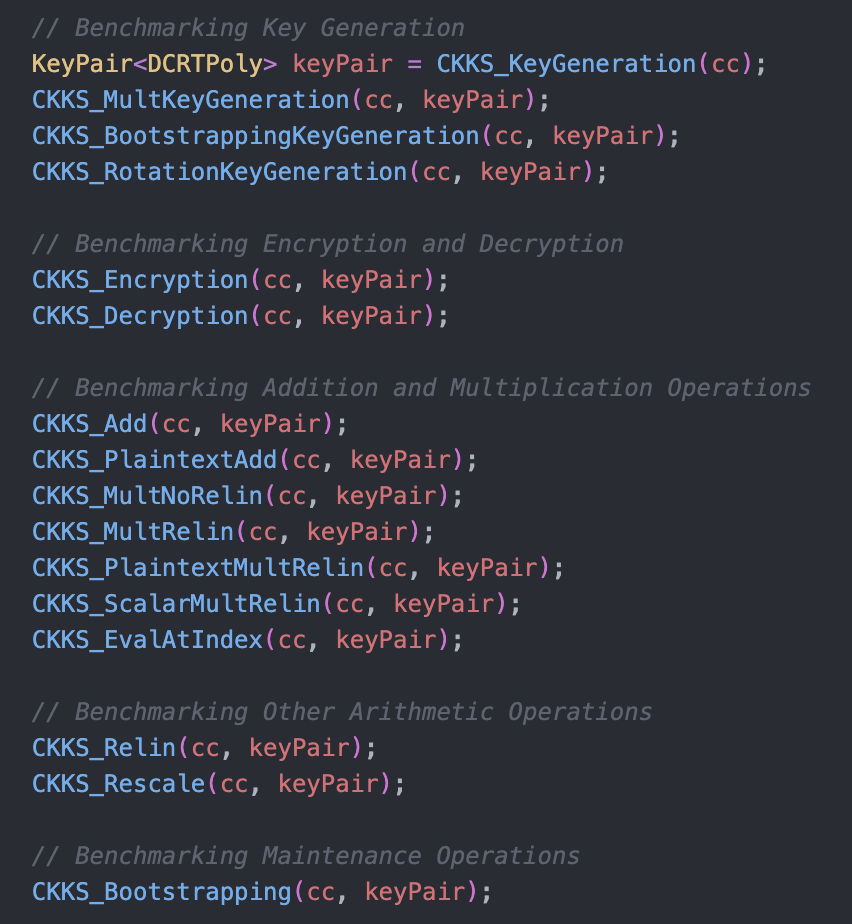 // Benchmarking Key Generation
KeyPair<DCRTPoly> keyPair = CKKS_KeyGeneration(cc);
CKKS_MultKeyGeneration(cc, keyPair);
CKKS_BootstrappingKeyGeneration(cc, keyPair);
CKKS_RotationKeyGeneration(cc, keyPair);

// Benchmarking Encryption and Decryption
CKKS_Encryption(cc, keyPair);
CKKS_Decryption(cc, keyPair);

// Benchmarking Addition and Multiplication Operations
CKKS_Add(cc, keyPair);
CKKS_PlaintextAdd(cc, keyPair);
CKKS_MultNoRelin(cc, keyPair);
CKKS_MultRelin(cc, keyPair);
CKKS_PlaintextMultRelin(cc, keyPair);
CKKS_ScalarMultRelin(cc, keyPair);
CKKS_EvalAtIndex(cc, keyPair);

// Benchmarking Other Arithmetic Operations
CKKS_Relin(cc, keyPair);
CKKS_Rescale(cc, keyPair);

// Benchmarking Maintenance Operations
CKKS_Bootstrapping(cc, keyPair);